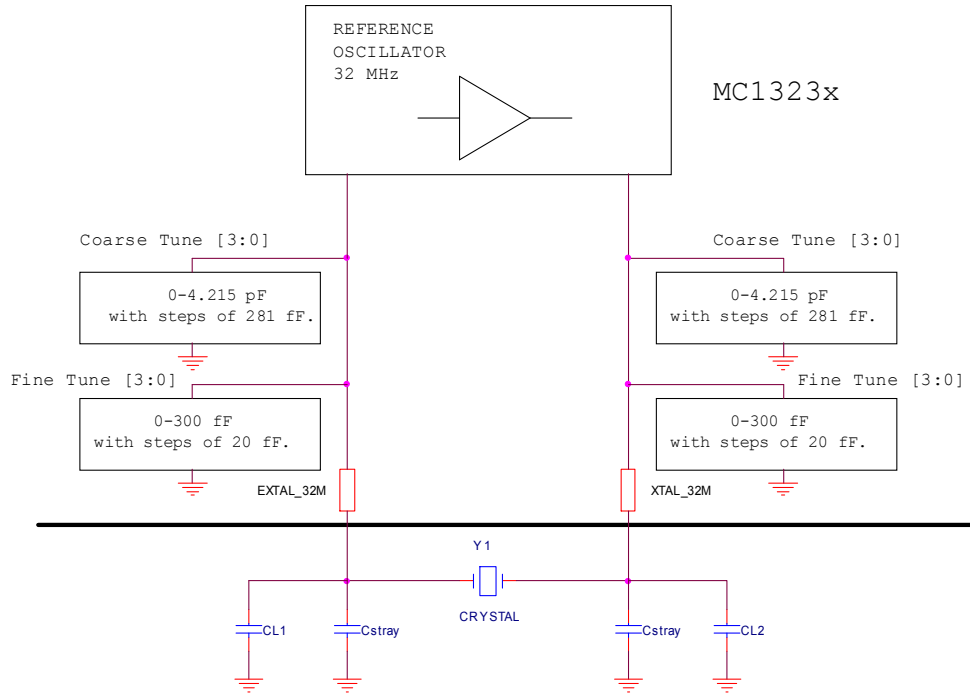 REFERENCE
OSCILLATOR
32 MHz
MC1323x
Coarse Tune [3:0]
Coarse Tune [3:0]
0-4.215 pF
with steps of 281 fF.
0-4.215 pF
with steps of 281 fF.
Fine Tune [3:0]
Fine Tune [3:0]
0-300 fF
with steps of 20 fF.
0-300 fF
with steps of 20 fF.
EXTAL_32M
XTAL_32M
Y1
CRYSTAL
CL1
Cstray
Cstray
CL2